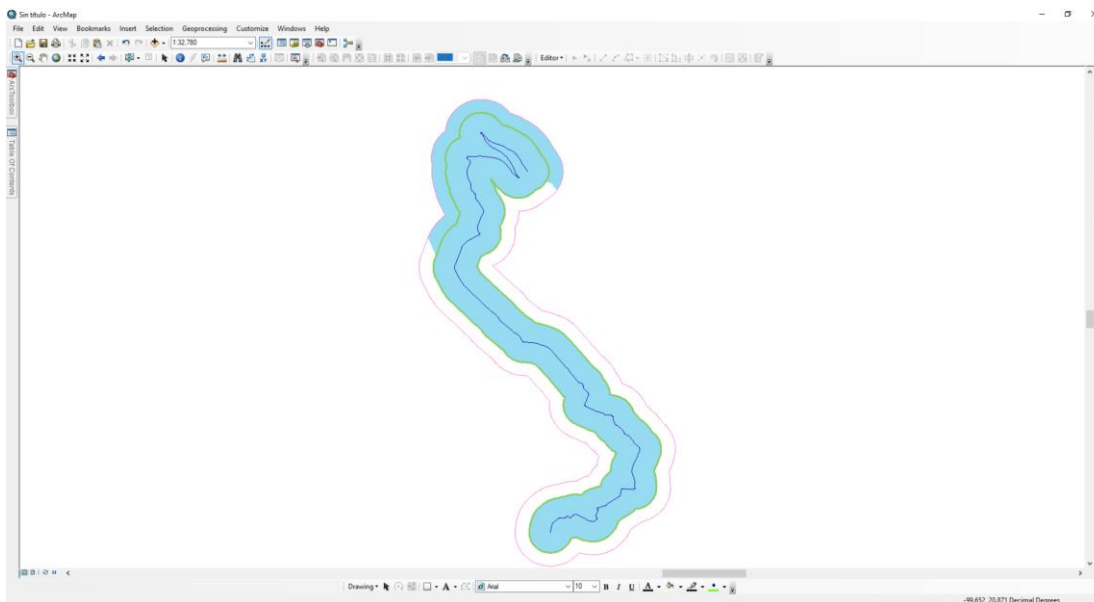 Sin título - ArcMap
File Edit View Bookmarks Insert Selection Geoprocessing Customize Windows Help
1:32,780
Editor
ArcToolbox
Table Of Contents
Drawing A Arial 10 B I U A
-99.652 20.871 Decimal Degrees